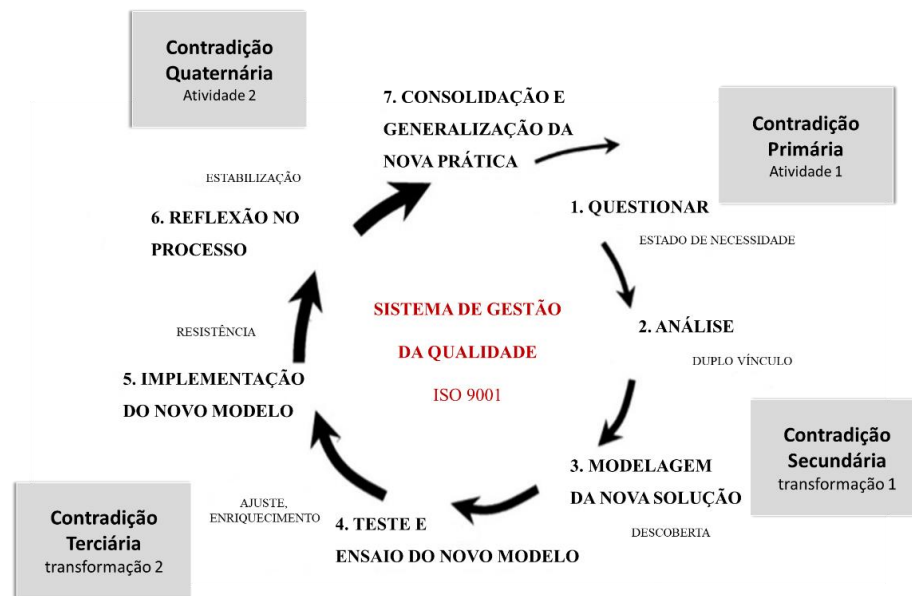 Contradição
Quaternária
Atividade 2
7. CONSOLIDAÇÃO E
GENERALIZAÇÃO DA
NOVA PRÁTICA
Contradição
Primária
Atividade 1
ESTABILIZAÇÃO
6. REFLEXÃO NO
PROCESSO
1. QUESTIONAR
ESTADO DE NECESSIDADE
SISTEMA DE GESTÃO
DA QUALIDADE
ISO 9001
2. ANÁLISE
DUPLO VÍNCULO
RESISTÊNCIA
5. IMPLEMENTAÇÃO
DO NOVO MODELO
Contradição
Secundária
transformação 1
3. MODELAGEM
DA NOVA SOLUÇÃO
DESCOBERTA
AJUSTE,
ENRIQUECIMENTO
4. TESTE E
ENSAIO DO NOVO MODELO
Contradição
Terciária
transformação 2